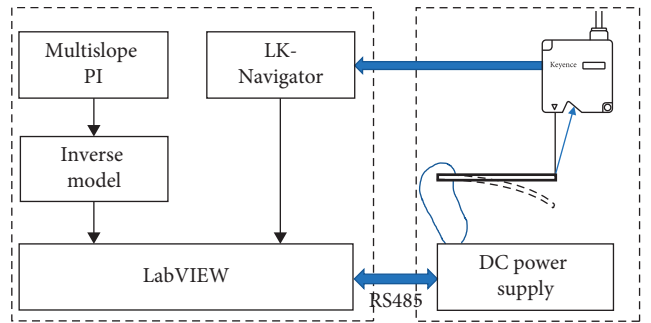 Multislope
PI
LK-
Navigator
Keyence
Inverse
model
LabVIEW
RS485
DC power
supply